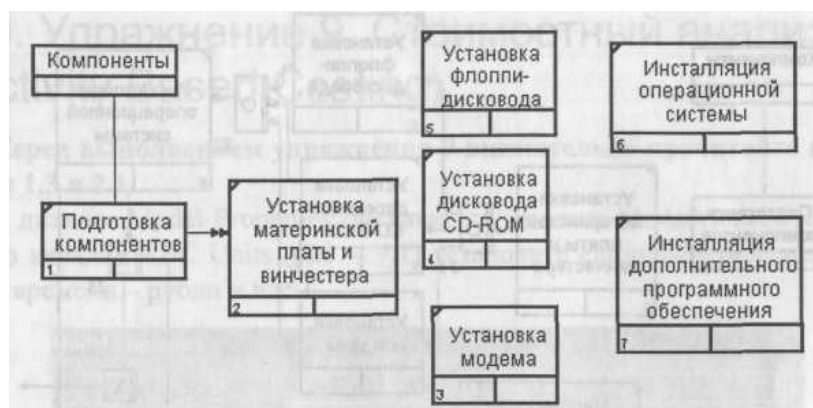 Компоненты
Подготовка
компонентов
1
Установка
материнской
платы и
винчестера
2
Установка
флоппи-
дисковода
5
Установка
дисковода
CD-ROM
4
Установка
модема
3
Инсталляция
операционной
системы
6
Инсталляция
дополнительного
программного
обеспечения
7